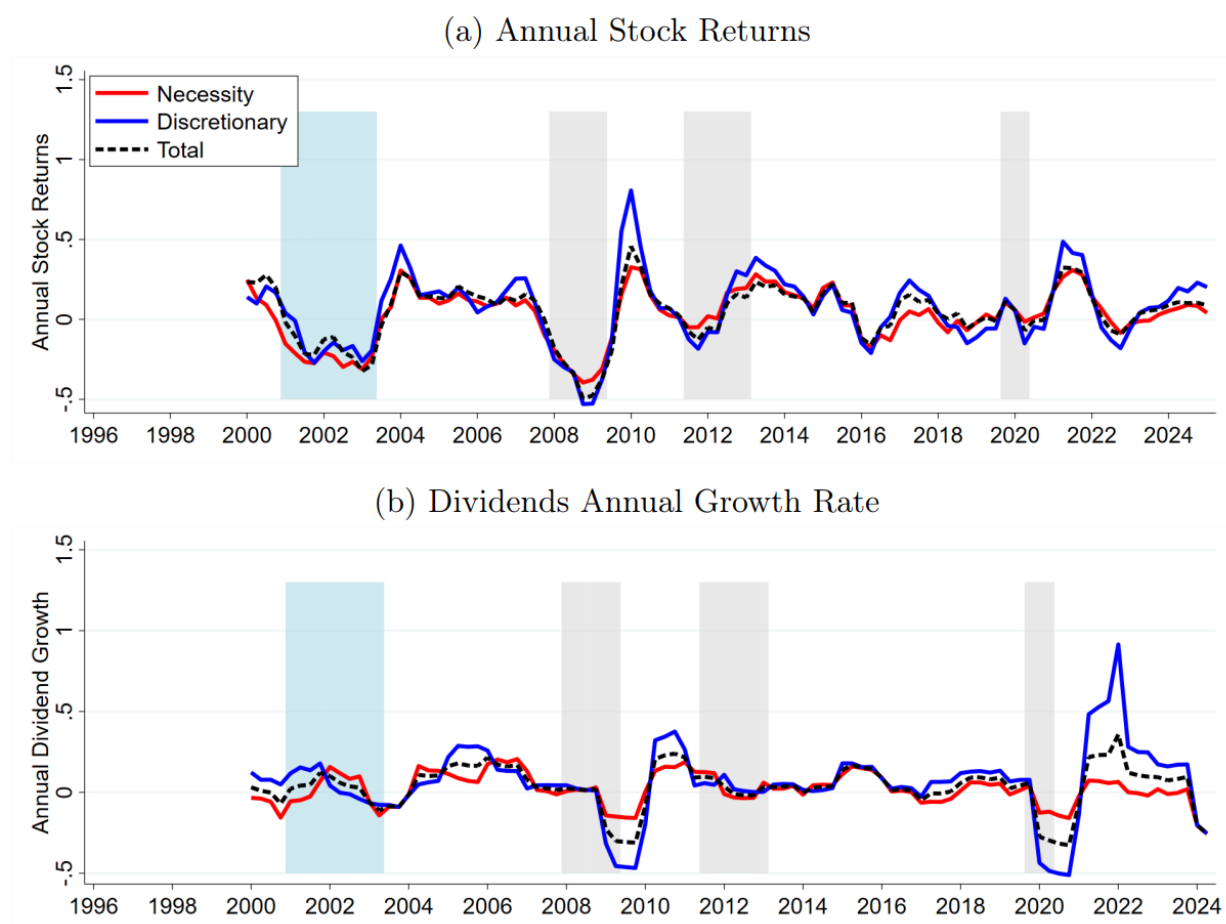 (a) Annual Stock Returns
Annual Stock Returns
1.5
1
.5
0
-.5
Necessity
Discretionary
Total
1996 1998 2000 2002 2004 2006 2008 2010 2012 2014 2016 2018 2020 2022 2024
(b) Dividends Annual Growth Rate
Annual Dividend Growth
1.5
1
.5
0
-.5
1996 1998 2000 2002 2004 2006 2008 2010 2012 2014 2016 2018 2020 2022 2024